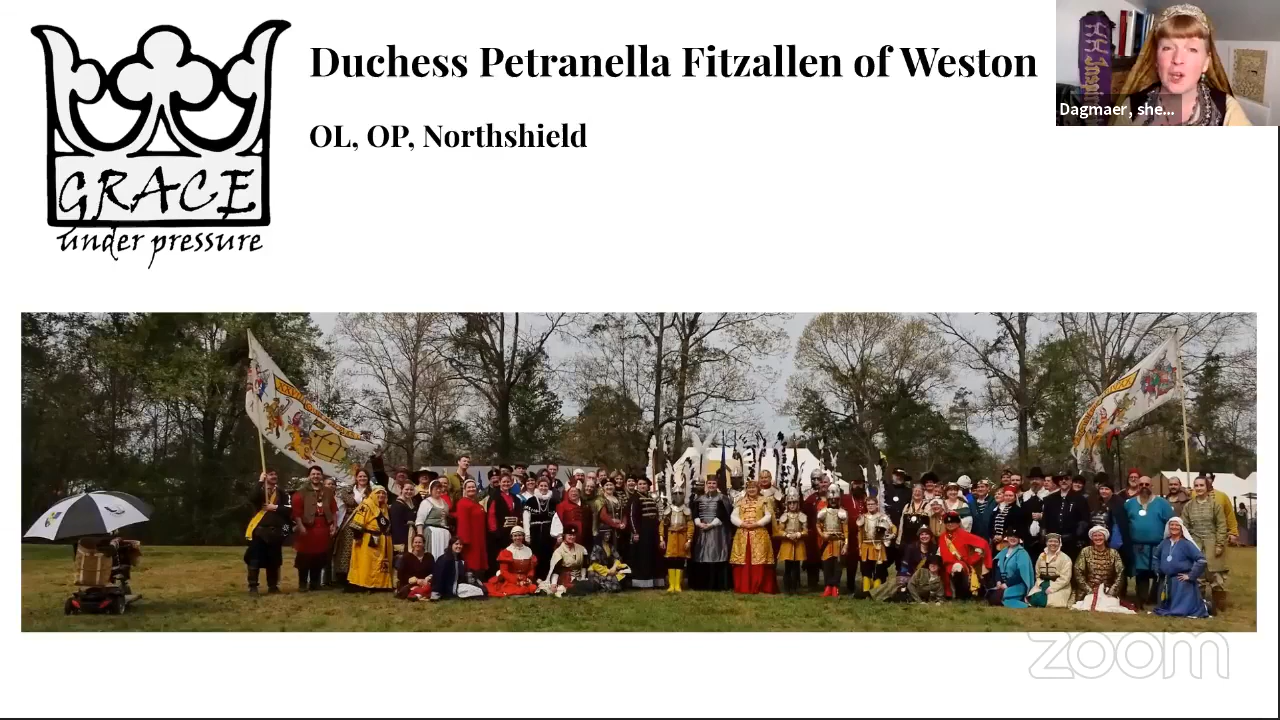 GRACE
under pressure
Duchess Petranella Fitzallen of Weston
OL, OP, Northshield
Dagmaer, she...
zoom